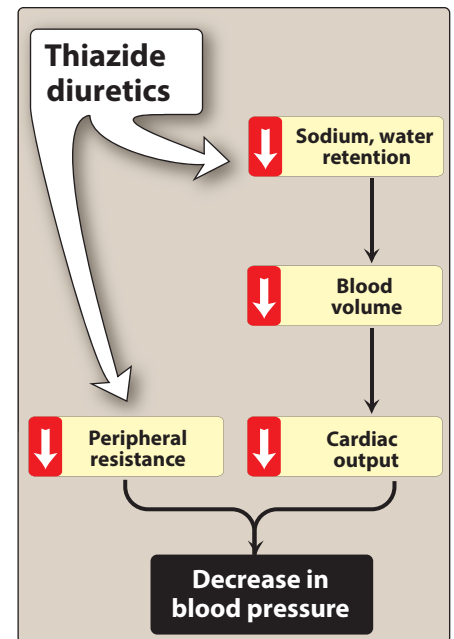 Thiazide
diuretics
Sodium, water
retention
Blood
volume
Peripheral
resistance
Cardiac
output
Decrease in
blood pressure